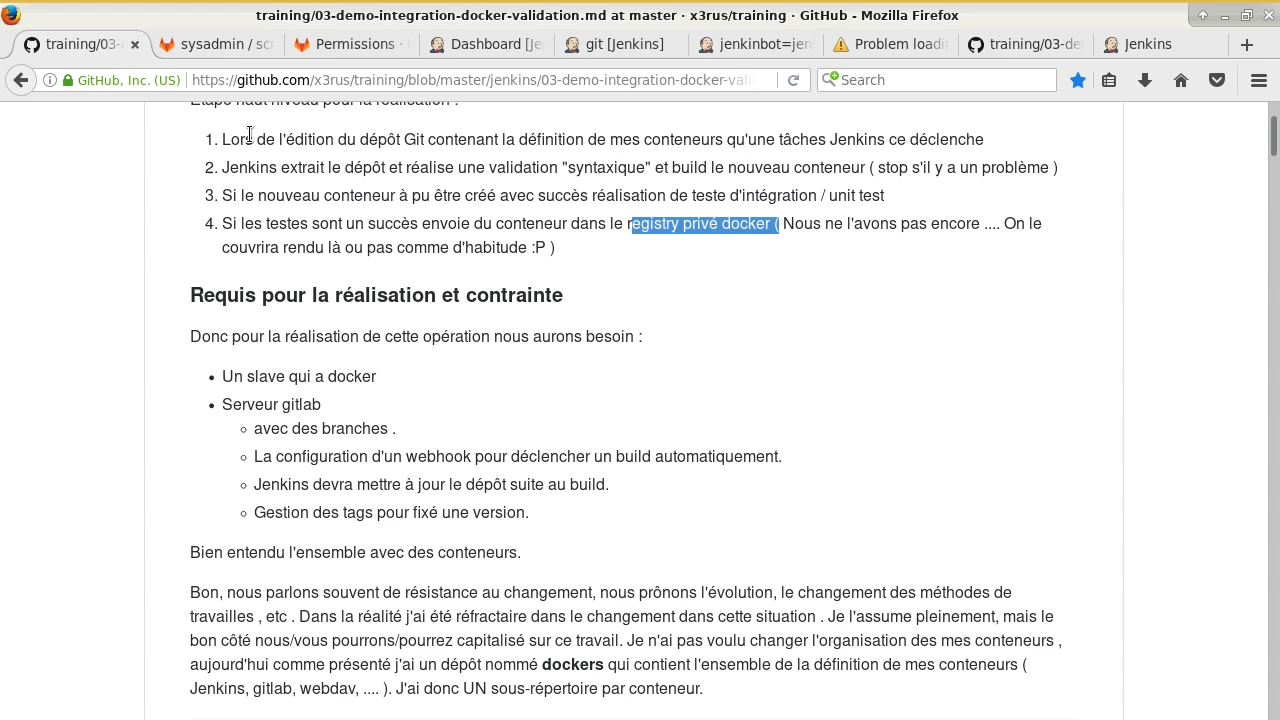 training/03-demo-integration-docker-validation.md at master · x3rus/training · GitHub - Mozilla Firefox
training/03-
sysadmin / scr
Permissions ·
Dashboard [Je
git [Jenkins]
jenkinbot=jen
Problem loadi
training/03-de
Jenkins
GitHub, Inc. (US)
https://github.com/x3rus/training/blob/master/jenkins/03-demo-integration-docker-vali
Search
Étape haut niveau pour la réalisation :
1. Lors de l'édition du dépôt Git contenant la définition de mes conteneurs qu'une tâches Jenkins ce déclenche
2. Jenkins extrait le dépôt et réalise une validation "syntaxique" et build le nouveau conteneur ( stop s'il y a un problème )
3. Si le nouveau conteneur à pu être créé avec succès réalisation de teste d'intégration / unit test
4. Si les testes sont un succès envoie du conteneur dans le registry privé docker ( Nous ne l'avons pas encore .... On le
couvrira rendu là ou pas comme d'habitude :P )
Requis pour la réalisation et contrainte
Donc pour la réalisation de cette opération nous aurons besoin :
• Un slave qui a docker
• Serveur gitlab
◦ avec des branches .
◦ La configuration d'un webhook pour déclencher un build automatiquement.
◦ Jenkins devra mettre à jour le dépôt suite au build.
◦ Gestion des tags pour fixé une version.
Bien entendu l'ensemble avec des conteneurs.
Bon, nous parlons souvent de résistance au changement, nous prônons l'évolution, le changement des méthodes de
travailles , etc . Dans la réalité j'ai été réfractaire dans le changement dans cette situation . Je l'assume pleinement, mais le
bon côté nous/vous pourrons/pourrez capitalisé sur ce travail. Je n'ai pas voulu changer l'organisation des mes conteneurs ,
aujourd'hui comme présenté j'ai un dépôt nommé dockers qui contient l'ensemble de la définition de mes conteneurs (
Jenkins, gitlab, webdav, .... ). J'ai donc UN sous-répertoire par conteneur.